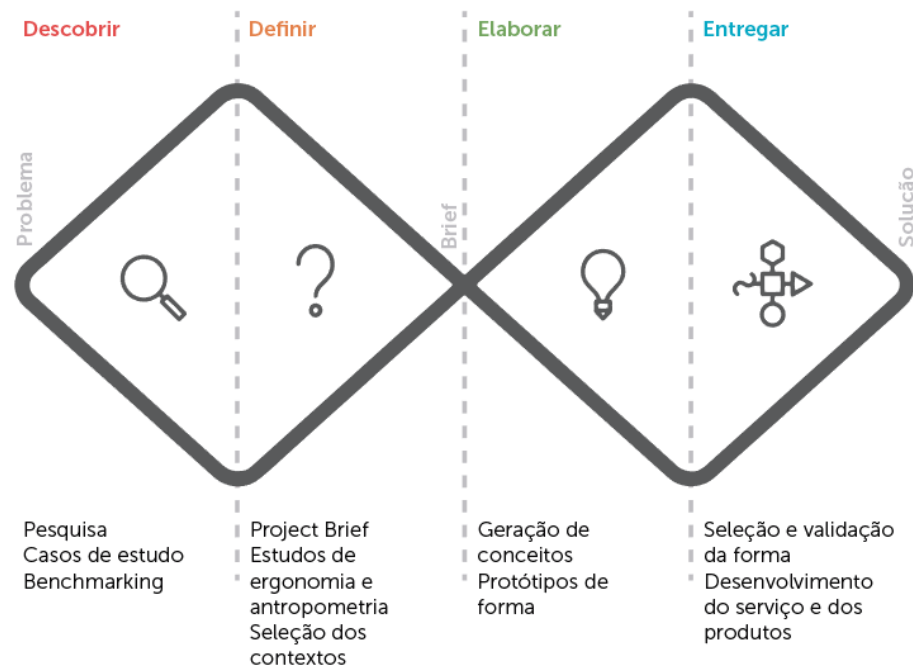 Descobrir
Definir
Elaborar
Entregar
Problema
Brief
Solução
Pesquisa
Casos de estudo
Benchmarking
Project Brief
Estudos de
ergonomia e
antropometria
Seleção dos
contextos
Geração de
conceitos
Protótipos de
forma
Seleção e validação
da forma
Desenvolvimento
do serviço e dos
produtos